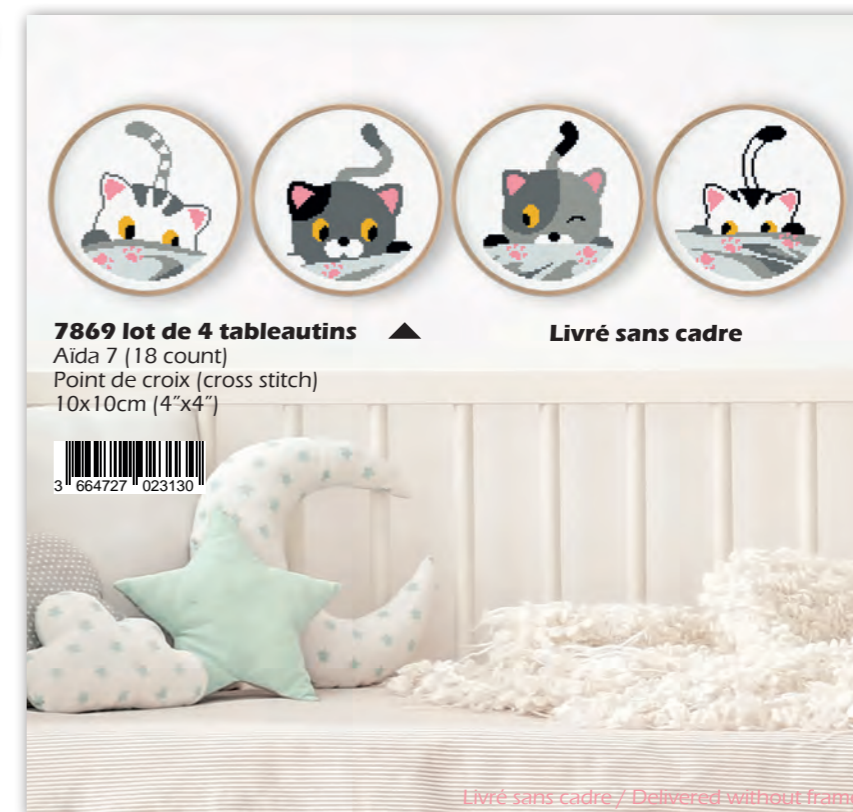 7869 lot de 4 tableautins
Livré sans cadre
Aïda 7 (18 count)
Point de croix (cross stitch)
10x10cm (4˝x4˝)
3 664727 023130
Livré sans cadre / Delivered without frame